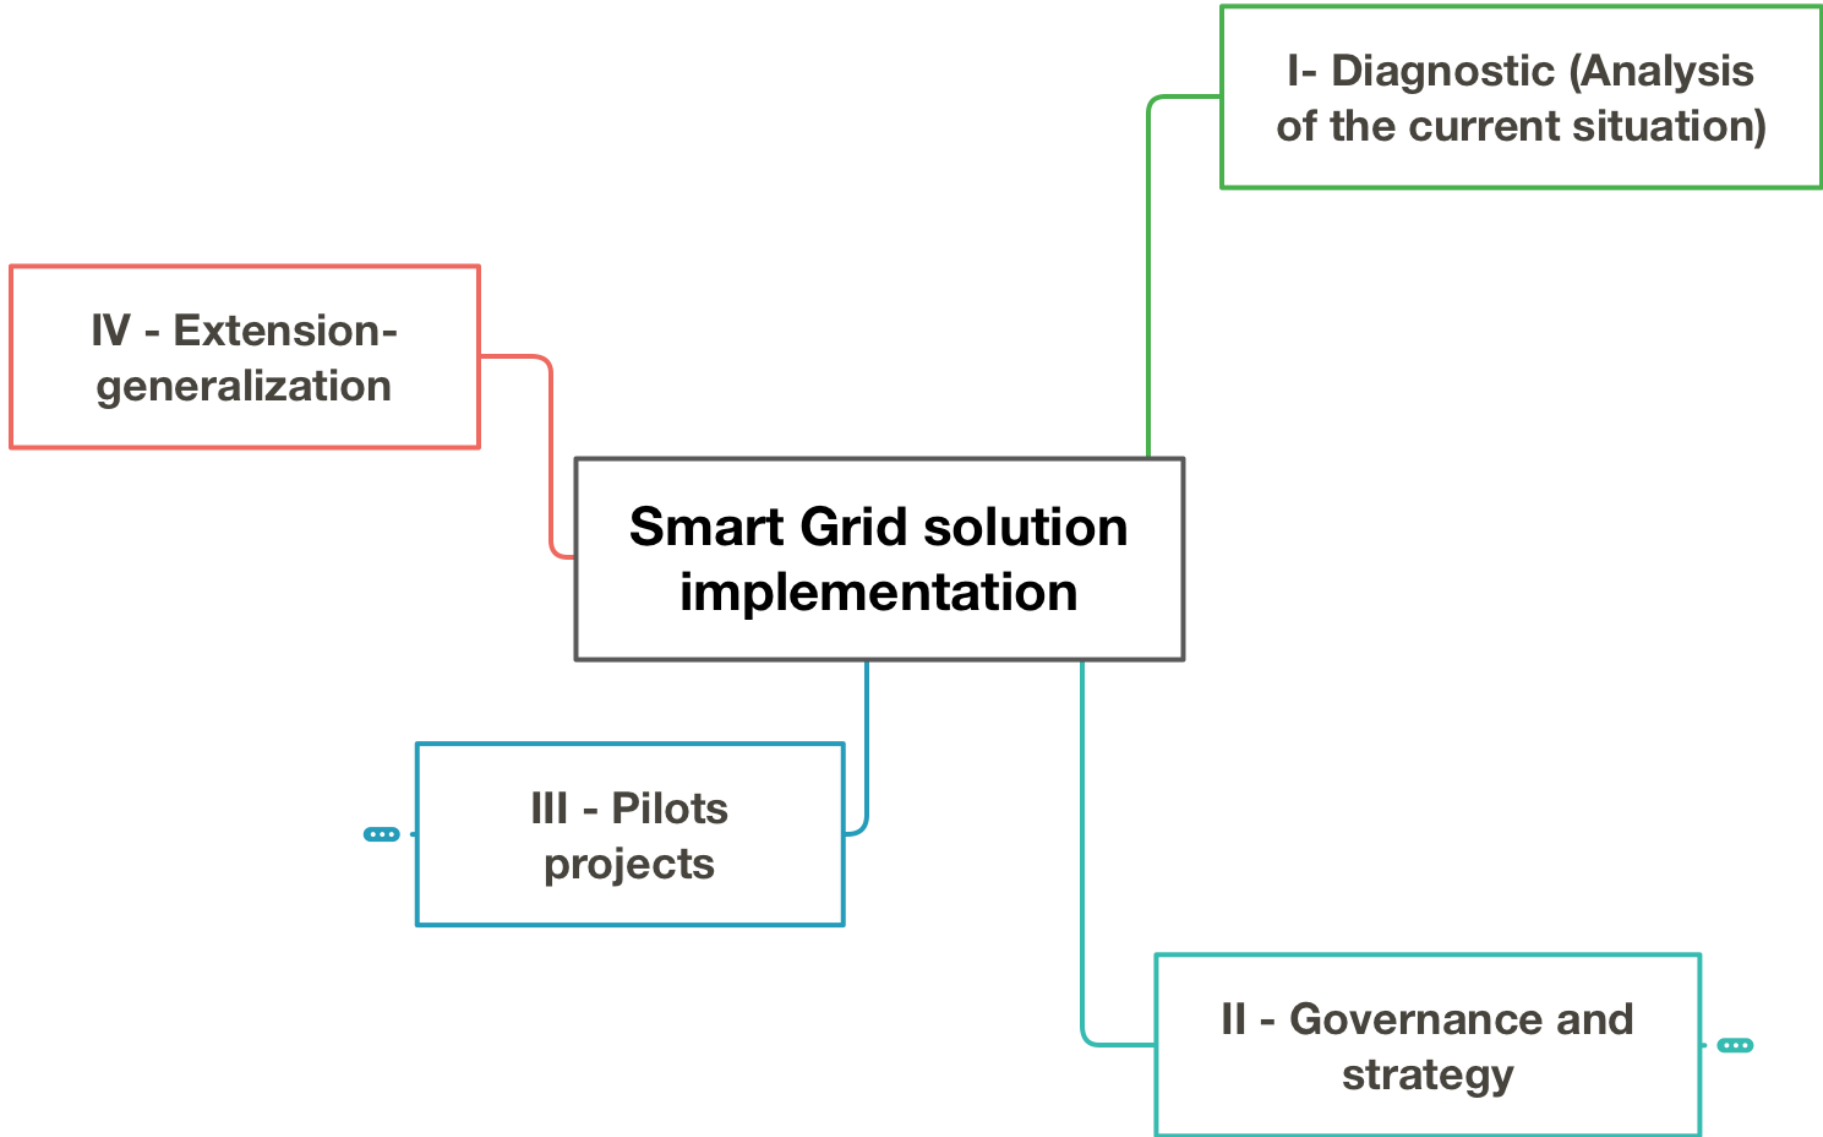 I- Diagnostic (Analysis
of the current situation)
IV - Extension-
generalization
Smart Grid solution
implementation
III - Pilots
projects
II - Governance and
strategy